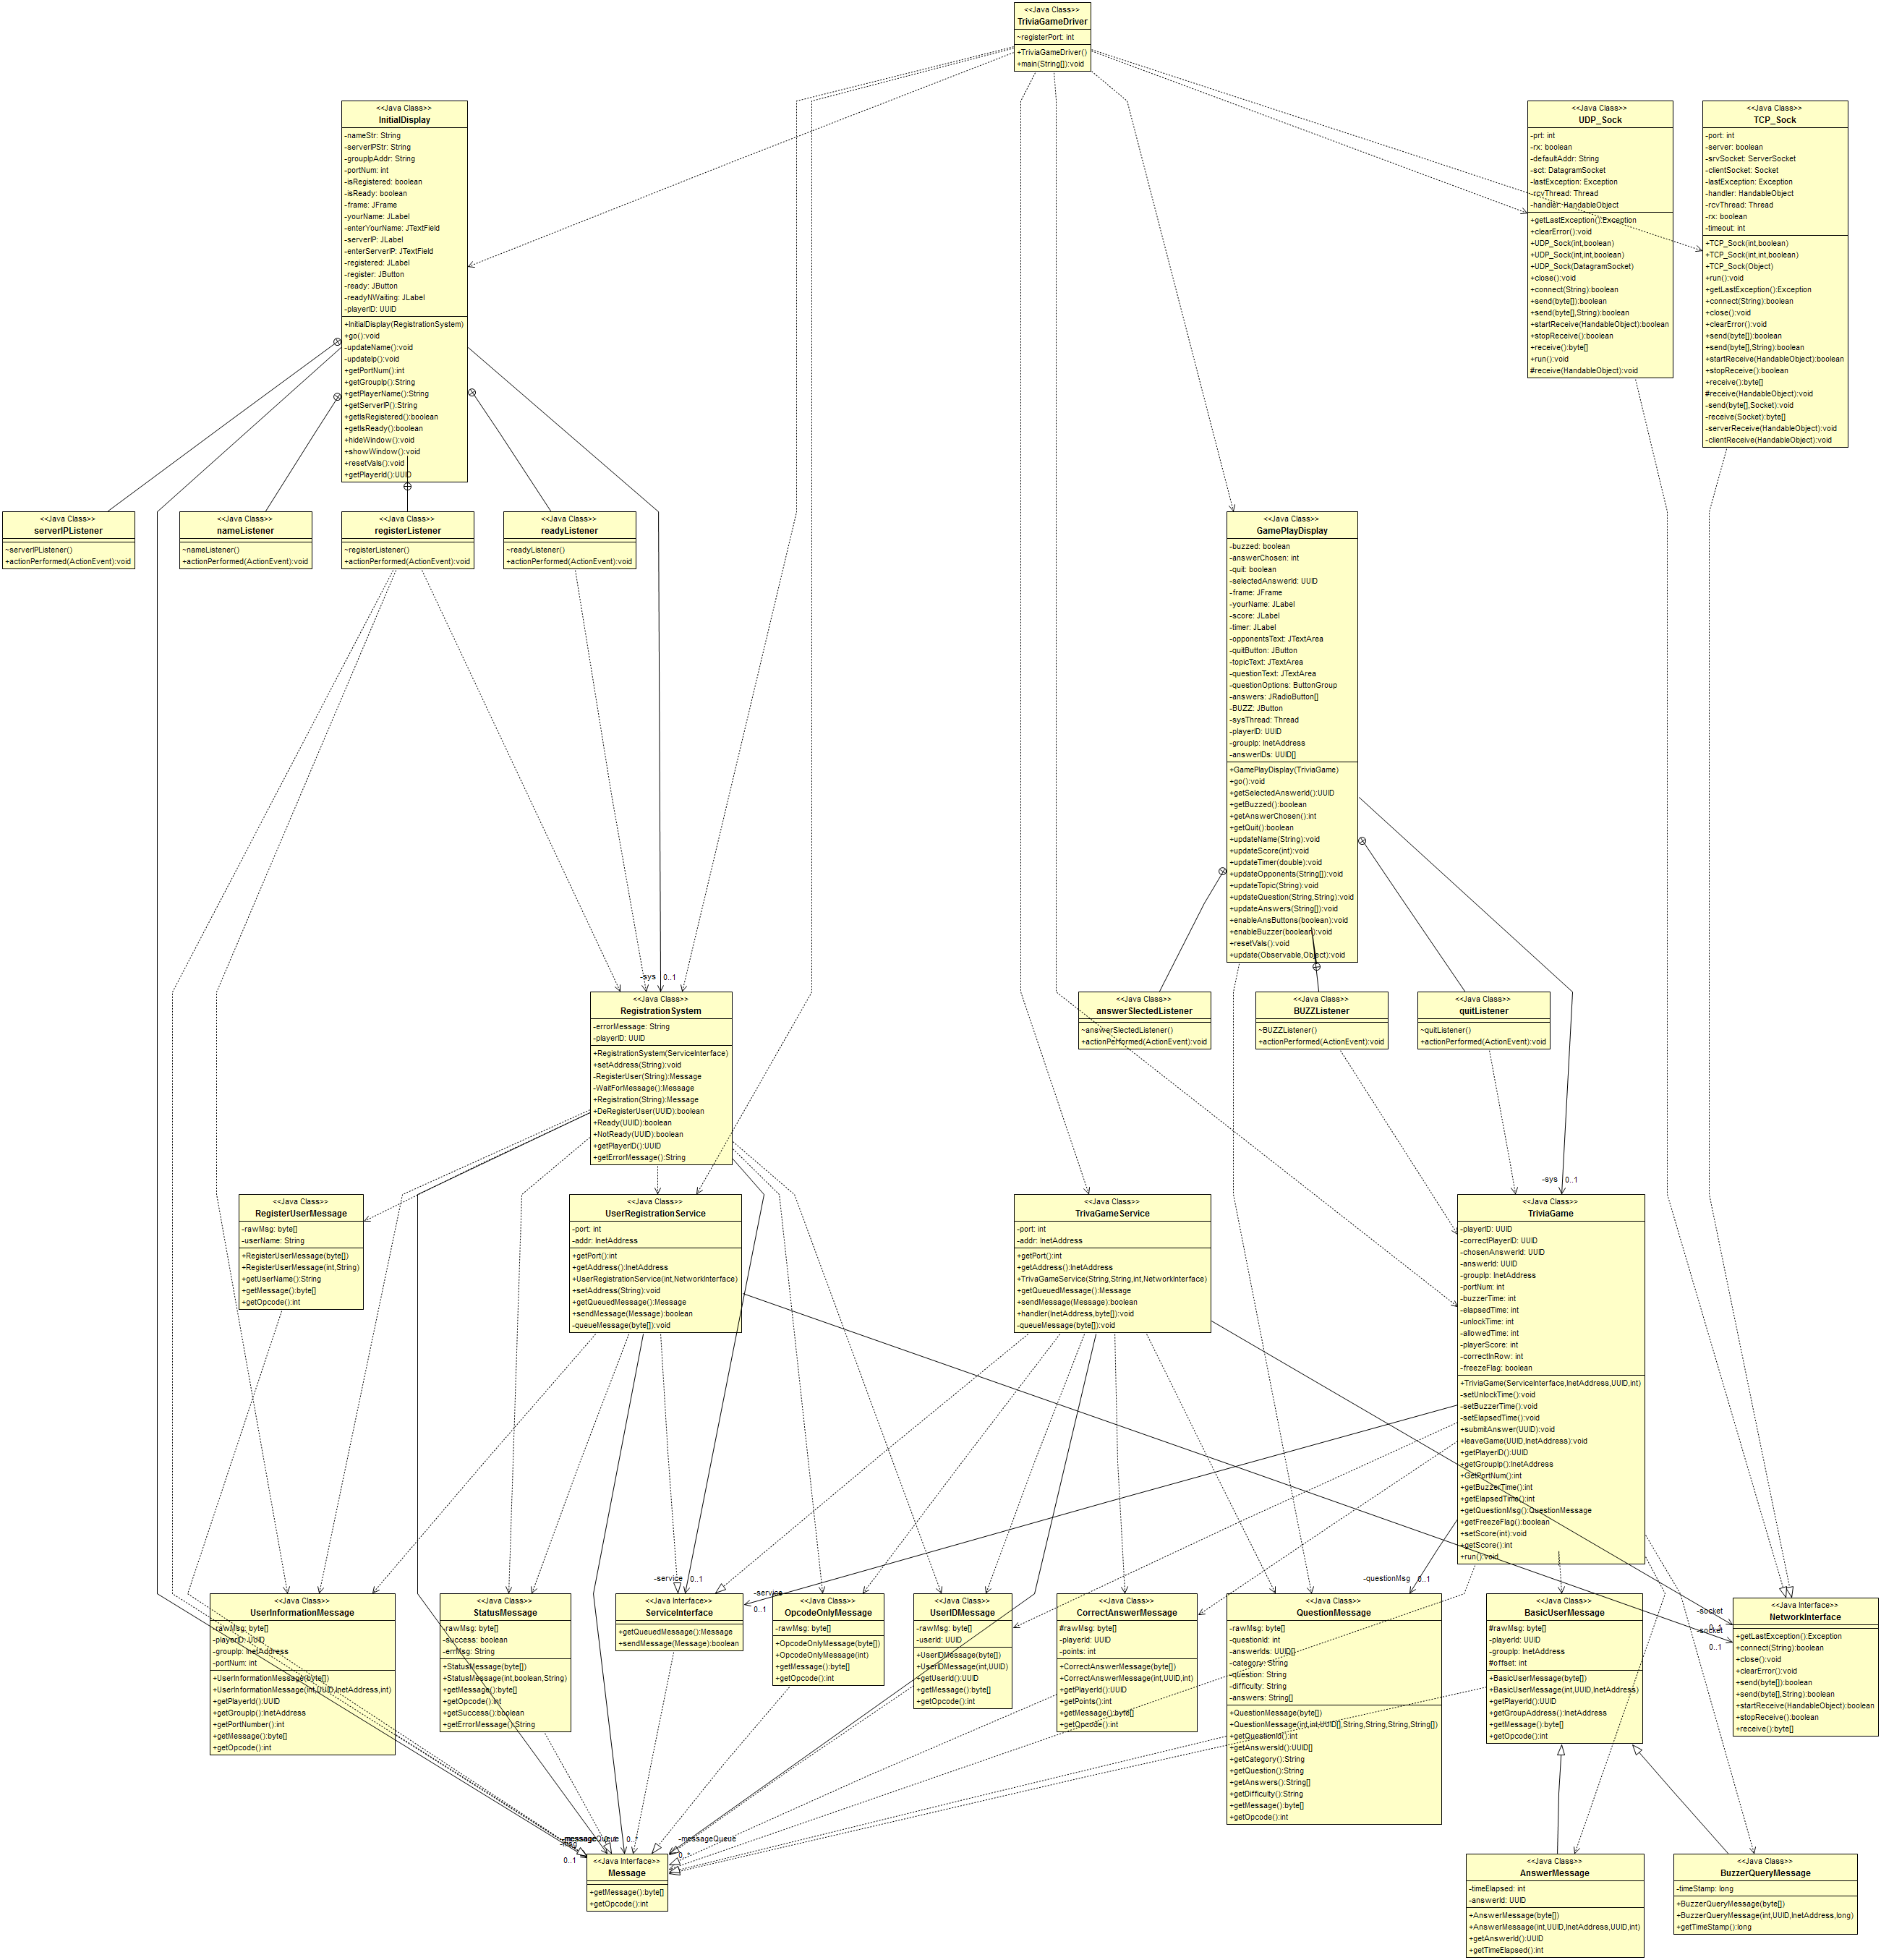 <<Java Class>>
TriviaGameDriver
~registerPort: int
+TriviaGameDriver()
+main(String[]):void
<<Java Class>>
InitialDisplay
-nameStr: String
-serverIPStr: String
-groupIpAddr: String
-portNum: int
-isRegistered: boolean
-isReady: boolean
-frame: JFrame
-yourName: JLabel
-enterYourName: JTextField
-serverIP: JLabel
-enterServerIP: JTextField
-registered: JLabel
-register: JButton
-ready: JButton
-readyNWaiting: JLabel
-playerID: UUID
+InitialDisplay(RegistrationSystem)
+go():void
-updateName():void
-updateIp():void
+getPortNum():int
+getGroupIp():String
+getPlayerName():String
+getServerIP():String
+getIsRegistered():boolean
+getIsReady():boolean
+hideWindow():void
+showWindow():void
+resetVals():void
+getPlayerId():UUID
<<Java Class>>
UDP_Sock
-prt: int
-rx: boolean
-defaultAddr: String
-sct: DatagramSocket
-lastException: Exception
-rcvThread: Thread
-handler: HandableObject
+getLastException():Exception
+clearError():void
+UDP_Sock(int,boolean)
+UDP_Sock(int,int,boolean)
+UDP_Sock(DatagramSocket)
+close():void
+connect(String):boolean
+send(byte[]):boolean
+send(byte[],String):boolean
+startReceive(HandableObject):boolean
+stopReceive():boolean
+receive():byte[]
+run():void
#receive(HandableObject):void
<<Java Class>>
TCP_Sock
-port: int
-server: boolean
-srvSocket: ServerSocket
-clientSocket: Socket
-lastException: Exception
-handler: HandableObject
-rcvThread: Thread
-rx: boolean
-timeout: int
+TCP_Sock(int,boolean)
+TCP_Sock(int,int,boolean)
+TCP_Sock(Object)
+run():void
+getLastException():Exception
+connect(String):boolean
+close():void
+clearError():void
+send(byte[]):boolean
+send(byte[],String):boolean
+startReceive(HandableObject):boolean
+stopReceive():boolean
+receive():byte[]
#receive(HandableObject):void
-send(byte[],Socket):void
-receive(Socket):byte[]
-serverReceive(HandableObject):void
-clientReceive(HandableObject):void
<<Java Class>>
serverIPListener
~serverIPListener()
+actionPerformed(ActionEvent):void
<<Java Class>>
nameListener
~nameListener()
+actionPerformed(ActionEvent):void
<<Java Class>>
registerListener
~registerListener()
+actionPerformed(ActionEvent):void
<<Java Class>>
readyListener
~readyListener()
+actionPerformed(ActionEvent):void
<<Java Class>>
GamePlayDisplay
-buzzed: boolean
-answerChosen: int
-quit: boolean
-selectedAnswerId: UUID
-frame: JFrame
-yourName: JLabel
-score: JLabel
-timer: JLabel
-opponentsText: JTextArea
-quitButton: JButton
-topicText: JTextArea
-questionText: JTextArea
-questionOptions: ButtonGroup
-answers: JRadioButton[]
-BUZZ: JButton
-sysThread: Thread
-playerID: UUID
-groupIp: InetAddress
-answerIDs: UUID[]
+GamePlayDisplay(TriviaGame)
+go():void
+getSelectedAnswerId():UUID
+getBuzzed():boolean
+getAnswerChosen():int
+getQuit():boolean
+updateName(String):void
+updateScore(int):void
+updateTimer(double):void
+updateOpponents(String[]):void
+updateTopic(String):void
+updateQuestion(String,String):void
+updateAnswers(String[]):void
+enableAnsButtons(boolean):void
+enableBuzzer(boolean):void
+resetVals():void
+update(Observable,Object):void
-sys
0..1
<<Java Class>>
RegistrationSystem
-errorMessage: String
-playerID: UUID
+RegistrationSystem(ServiceInterface)
+setAddress(String):void
-RegisterUser(String):Message
-WaitForMessage():Message
+Registration(String):Message
+DeRegisterUser(UUID):boolean
+Ready(UUID):boolean
+NotReady(UUID):boolean
+getPlayerID():UUID
+getErrorMessage():String
<<Java Class>>
answerSlectedListener
~answerSlectedListener()
+actionPerformed(ActionEvent):void
<<Java Class>>
BUZZListener
~BUZZListener()
+actionPerformed(ActionEvent):void
<<Java Class>>
quitListener
~quitListener()
+actionPerformed(ActionEvent):void
-sys
0..1
<<Java Class>>
RegisterUserMessage
-rawMsg: byte[]
-userName: String
+RegisterUserMessage(byte[])
+RegisterUserMessage(int,String)
+getUserName():String
+getMessage():byte[]
+getOpcode():int
<<Java Class>>
UserRegistrationService
-port: int
-addr: InetAddress
+getPort():int
+getAddress():InetAddress
+UserRegistrationService(int,NetworkInterface)
+setAddress(String):void
+getQueuedMessage():Message
+sendMessage(Message):boolean
-queueMessage(byte[]):void
<<Java Class>>
TrivaGameService
-port: int
-addr: InetAddress
+getPort():int
+getAddress():InetAddress
+TrivaGameService(String,String,int,NetworkInterface)
+getQueuedMessage():Message
+sendMessage(Message):boolean
+handler(InetAddress,byte[]):void
-queueMessage(byte[]):void
<<Java Class>>
TriviaGame
-playerID: UUID
-correctPlayerID: UUID
-chosenAnswerId: UUID
-answerId: UUID
-groupIp: InetAddress
-portNum: int
-buzzerTime: int
-elapsedTime: int
-unlockTime: int
-allowedTime: int
-playerScore: int
-correctInRow: int
-freezeFlag: boolean
+TriviaGame(ServiceInterface,InetAddress,UUID,int)
-setUnlockTime():void
-setBuzzerTime():void
-setElapsedTime():void
+submitAnswer(UUID):void
+leaveGame(UUID,InetAddress):void
+getPlayerID():UUID
+getGroupIp():InetAddress
+GetPortNum():int
+getBuzzerTime():int
+getElapsedTime():int
+getQuestionMsg():QuestionMessage
+getFreezeFlag():boolean
+setScore(int):void
+getScore():int
+run():void
-service
0..1
-service
0..1
-questionMsg
0..1
-socket
0..1
-socket
0..1
<<Java Class>>
UserInformationMessage
-rawMsg: byte[]
-playerID: UUID
-groupIp: InetAddress
-portNum: int
+UserInformationMessage(byte[])
+UserInformationMessage(int,UUID,InetAddress,int)
+getPlayerId():UUID
+getGroupIp():InetAddress
+getPortNumber():int
+getMessage():byte[]
+getOpcode():int
<<Java Class>>
StatusMessage
-rawMsg: byte[]
-success: boolean
-errMsg: String
+StatusMessage(byte[])
+StatusMessage(int,boolean,String)
+getMessage():byte[]
+getOpcode():int
+getSuccess():boolean
+getErrorMessage():String
<<Java Interface>>
ServiceInterface
+getQueuedMessage():Message
+sendMessage(Message):boolean
<<Java Class>>
OpcodeOnlyMessage
-rawMsg: byte[]
+OpcodeOnlyMessage(byte[])
+OpcodeOnlyMessage(int)
+getMessage():byte[]
+getOpcode():int
<<Java Class>>
UserIDMessage
-rawMsg: byte[]
-userId: UUID
+UserIDMessage(byte[])
+UserIDMessage(int,UUID)
+getUserId():UUID
+getMessage():byte[]
+getOpcode():int
<<Java Class>>
CorrectAnswerMessage
#rawMsg: byte[]
-playerId: UUID
-points: int
+CorrectAnswerMessage(byte[])
+CorrectAnswerMessage(int,UUID,int)
+getPlayerId():UUID
+getPoints():int
+getMessage():byte[]
+getOpcode():int
<<Java Class>>
QuestionMessage
-rawMsg: byte[]
-questionId: int
-answerIds: UUID[]
-category: String
-question: String
-difficulty: String
-answers: String[]
+QuestionMessage(byte[])
+QuestionMessage(int,int,UUID[],String,String,String,String[])
+getQuestionId():int
+getAnswersId():UUID[]
+getCategory():String
+getQuestion():String
+getAnswers():String[]
+getDifficulty():String
+getMessage():byte[]
+getOpcode():int
<<Java Class>>
BasicUserMessage
#rawMsg: byte[]
-playerId: UUID
-groupIp: InetAddress
#offset: int
+BasicUserMessage(byte[])
+BasicUserMessage(int,UUID,InetAddress)
+getPlayerId():UUID
+getGroupAddress():InetAddress
+getMessage():byte[]
+getOpcode():int
<<Java Interface>>
NetworkInterface
+getLastException():Exception
+connect(String):boolean
+close():void
+clearError():void
+send(byte[]):boolean
+send(byte[],String):boolean
+startReceive(HandableObject):boolean
+stopReceive():boolean
+receive():byte[]
-messageQueue
0..*
-messageQueue
0..*
-msg
0..1
<<Java Interface>>
Message
+getMessage():byte[]
+getOpcode():int
<<Java Class>>
AnswerMessage
-timeElapsed: int
-answerId: UUID
+AnswerMessage(byte[])
+AnswerMessage(int,UUID,InetAddress,UUID,int)
+getAnswerId():UUID
+getTimeElapsed():int
<<Java Class>>
BuzzerQueryMessage
-timeStamp: long
+BuzzerQueryMessage(byte[])
+BuzzerQueryMessage(int,UUID,InetAddress,long)
+getTimeStamp():long